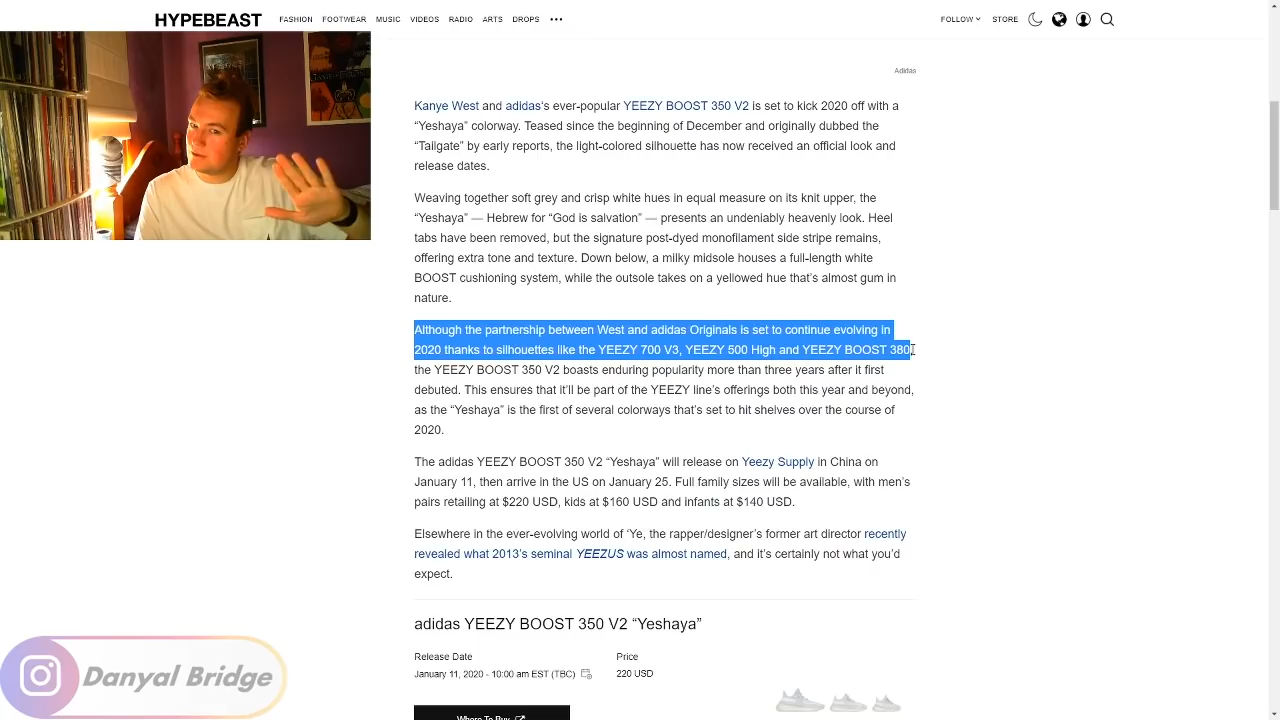 HYPEBEAST
FASHION FOOTWEAR MUSIC VIDEOS RADIO ARTS DROPS •••
FOLLOW STORE
Adidas
Kanye West and adidas's ever-popular YEEZY BOOST 350 V2 is set to kick 2020 off with a
“Yeshaya” colorway. Teased since the beginning of December and originally dubbed the
“Tailgate” by early reports, the light-colored silhouette has now received an official look and
release dates.
Weaving together soft grey and crisp white hues in equal measure on its knit upper, the
“Yeshaya” — Hebrew for “God is salvation” — presents an undeniably heavenly look. Heel
tabs have been removed, but the signature post-dyed monofilament side stripe remains,
offering extra tone and texture. Down below, a milky midsole houses a full-length white
BOOST cushioning system, while the outsole takes on a yellowed hue that’s almost gum in
nature.
Although the partnership between West and adidas Originals is set to continue evolving in
2020 thanks to silhouettes like the YEEZY 700 V3, YEEZY 500 High and YEEZY BOOST 380,
the YEEZY BOOST 350 V2 boasts enduring popularity more than three years after it first
debuted. This ensures that it’ll be part of the YEEZY line’s offerings both this year and beyond,
as the “Yeshaya” is the first of several colorways that’s set to hit shelves over the course of
2020.
The adidas YEEZY BOOST 350 V2 “Yeshaya” will release on Yeezy Supply in China on
January 11, then arrive in the US on January 25. Full family sizes will be available, with men’s
pairs retailing at $220 USD, kids at $160 USD and infants at $140 USD.
Elsewhere in the ever-evolving world of ‘Ye, the rapper/designer’s former art director recently
revealed what 2013’s seminal YEEZUS was almost named, and it’s certainly not what you’d
expect.
adidas YEEZY BOOST 350 V2 “Yeshaya”
Release Date Price
January 11, 2020 - 10:00 am EST (TBC) 220 USD
Where To Buy
Danyal Bridge